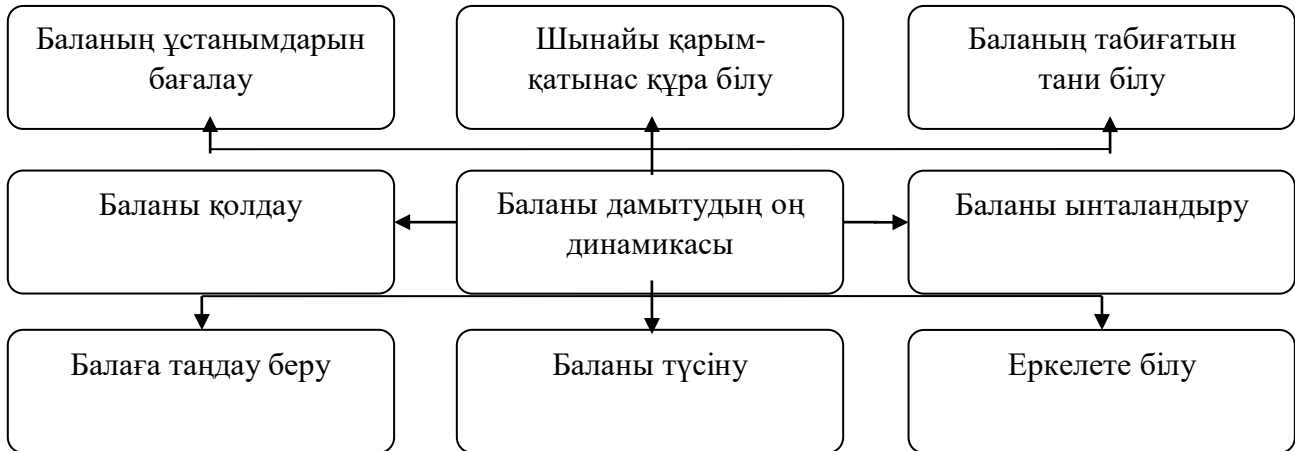 Баланың ұстанымдарын
бағалау
Шынайы қарым-
қатынас құра білу
Баланың табиғатын
тани білу
Баланы қолдау
Баланы дамытудың оң
динамикасы
Баланы ынталандыру
Балаға таңдау беру
Баланы түсіну
Еркелете білу